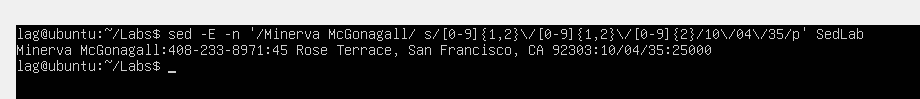 lag@ubuntu:~/Labs$ sed -E -n '/Minerva McGonagall/ s/[0-9]{1,2}\/[0-9]{1,2}\/[0-9]{2}/10\/04\/35/p' SedLab
Minerva McGonagall:408-233-8971:45 Rose Terrace, San Francisco, CA 92303:10/04/35:25000
lag@ubuntu:~/Labs$ _